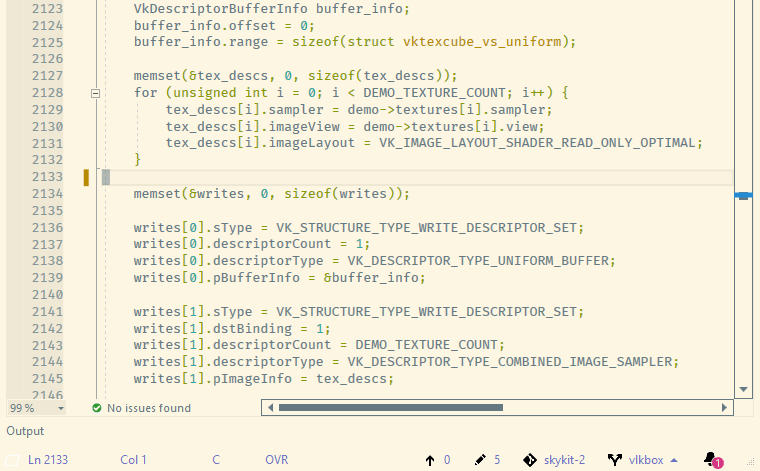 2123 VkDescriptorBufferInfo buffer_info;
2124 buffer_info.offset = 0;
2125 buffer_info.range = sizeof(struct vktexcube_vs_uniform);
2126
2127 memset(&tex_descs, 0, sizeof(tex_descs));
2128 for (unsigned int i = 0; i < DEMO_TEXTURE_COUNT; i++) {
2129 tex_descs[i].sampler = demo->textures[i].sampler;
2130 tex_descs[i].imageView = demo->textures[i].view;
2131 tex_descs[i].imageLayout = VK_IMAGE_LAYOUT_SHADER_READ_ONLY_OPTIMAL;
2132 }
2133
2134 memset(&writes, 0, sizeof(writes));
2135
2136 writes[0].sType = VK_STRUCTURE_TYPE_WRITE_DESCRIPTOR_SET;
2137 writes[0].descriptorCount = 1;
2138 writes[0].descriptorType = VK_DESCRIPTOR_TYPE_UNIFORM_BUFFER;
2139 writes[0].pBufferInfo = &buffer_info;
2140
2141 writes[1].sType = VK_STRUCTURE_TYPE_WRITE_DESCRIPTOR_SET;
2142 writes[1].dstBinding = 1;
2143 writes[1].descriptorCount = DEMO_TEXTURE_COUNT;
2144 writes[1].descriptorType = VK_DESCRIPTOR_TYPE_COMBINED_IMAGE_SAMPLER;
2145 writes[1].pImageInfo = tex_descs;
2146
99 % No issues found
Output
Ln 2133 Col 1 C OVR 0 5 skykit-2 vlkbox 1